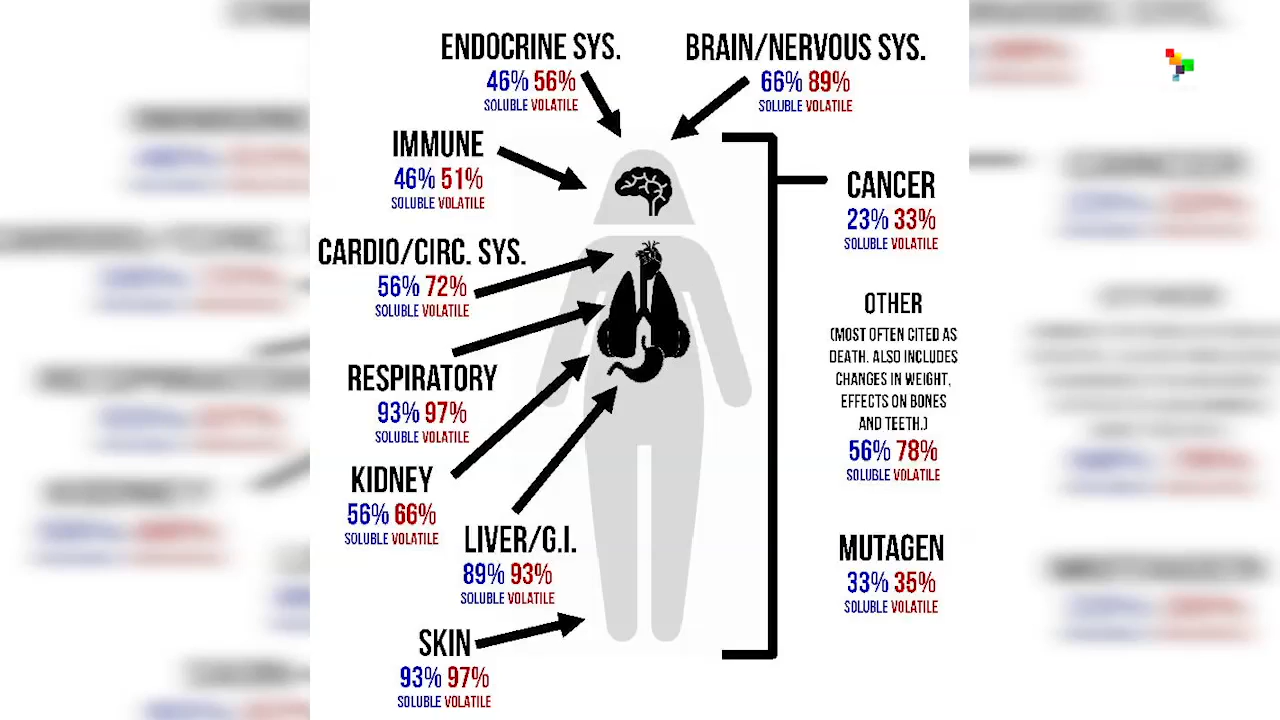 ENDOCRINE SYS.
46% 56%
SOLUBLE VOLATILE
BRAIN/NERVOUS SYS.
66% 89%
SOLUBLE VOLATILE
IMMUNE
46% 51%
SOLUBLE VOLATILE
CARDIO/CIRC. SYS.
56% 72%
SOLUBLE VOLATILE
RESPIRATORY
93% 97%
SOLUBLE VOLATILE
KIDNEY
56% 66%
SOLUBLE VOLATILE
LIVER/G.I.
89% 93%
SOLUBLE VOLATILE
SKIN
93% 97%
SOLUBLE VOLATILE
CANCER
23% 33%
SOLUBLE VOLATILE
OTHER
(MOST OFTEN CITED AS
DEATH. ALSO INCLUDES
CHANGES IN WEIGHT,
EFFECTS ON BONES
AND TEETH.)
56% 78%
SOLUBLE VOLATILE
MUTAGEN
33% 35%
SOLUBLE VOLATILE